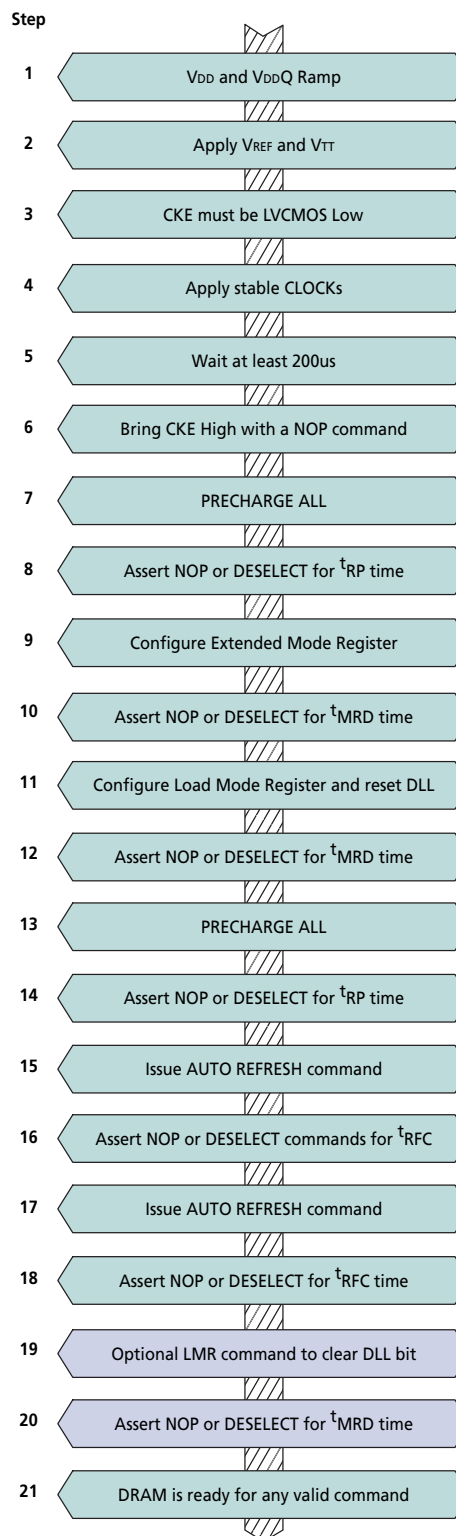 Step
1 VDD and VDDQ Ramp
2 Apply VREF and VTT
3 CKE must be LVCMOS Low
4 Apply stable CLOCKs
5 Wait at least 200us
6 Bring CKE High with a NOP command
7 PRECHARGE ALL
8 Assert NOP or DESELECT for tRP time
9 Configure Extended Mode Register
10 Assert NOP or DESELECT for tMRD time
11 Configure Load Mode Register and reset DLL
12 Assert NOP or DESELECT for tMRD time
13 PRECHARGE ALL
14 Assert NOP or DESELECT for tRP time
15 Issue AUTO REFRESH command
16 Assert NOP or DESELECT commands for tRFC
17 Issue AUTO REFRESH command
18 Assert NOP or DESELECT for tRFC time
19 Optional LMR command to clear DLL bit
20 Assert NOP or DESELECT for tMRD time
21 DRAM is ready for any valid command